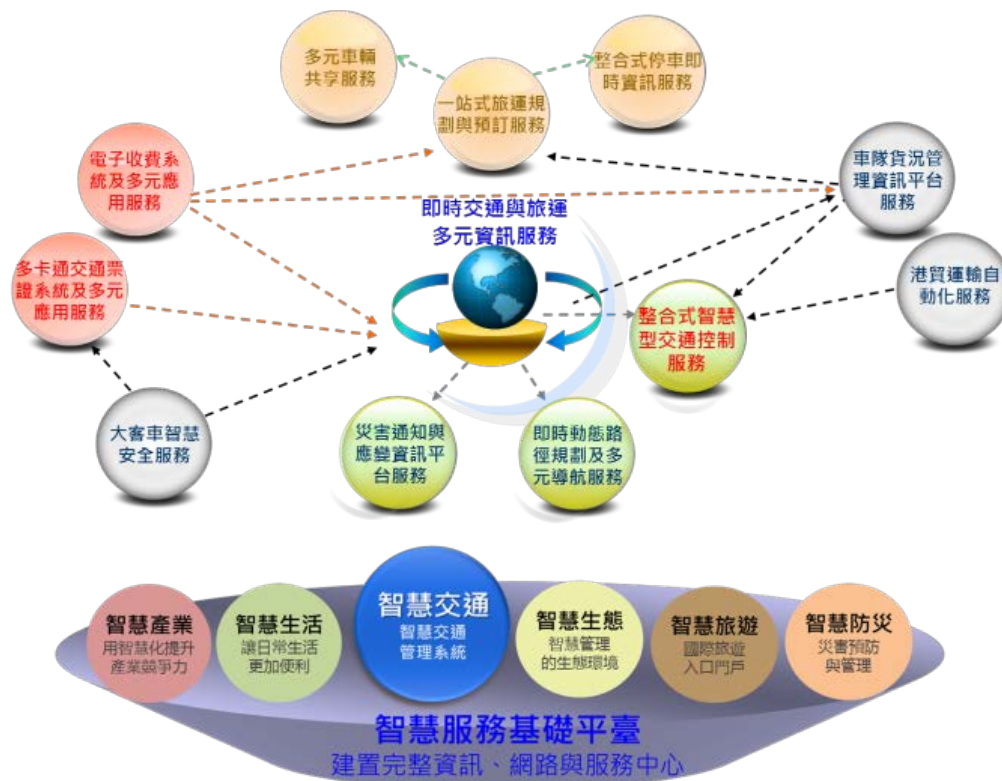 多元車輛
共享服務
整合式停車即
時資訊服務
一站式旅運規
劃與預訂服務
電子收費系
統及多元應
用服務
車隊貨況管
理資訊平台
服務
即時交通與旅運
多元資訊服務
多卡通交通票
證系統及多元
應用服務
港貿運輸自
動化服務
整合式智慧
型交通控制
服務
大客車智慧
安全服務
災害通知與
應變資訊平
台服務
即時動態路
徑規劃及多
元導航服務
智慧產業
用智慧化提升
產業競爭力
智慧生活
讓日常生活
更加便利
智慧交通
智慧交通
管理系統
智慧生態
智慧管理
的生態環境
智慧旅遊
國際旅遊
入口門戶
智慧防災
災害預防
與管理
智慧服務基礎平臺
建置完整資訊、網路與服務中心